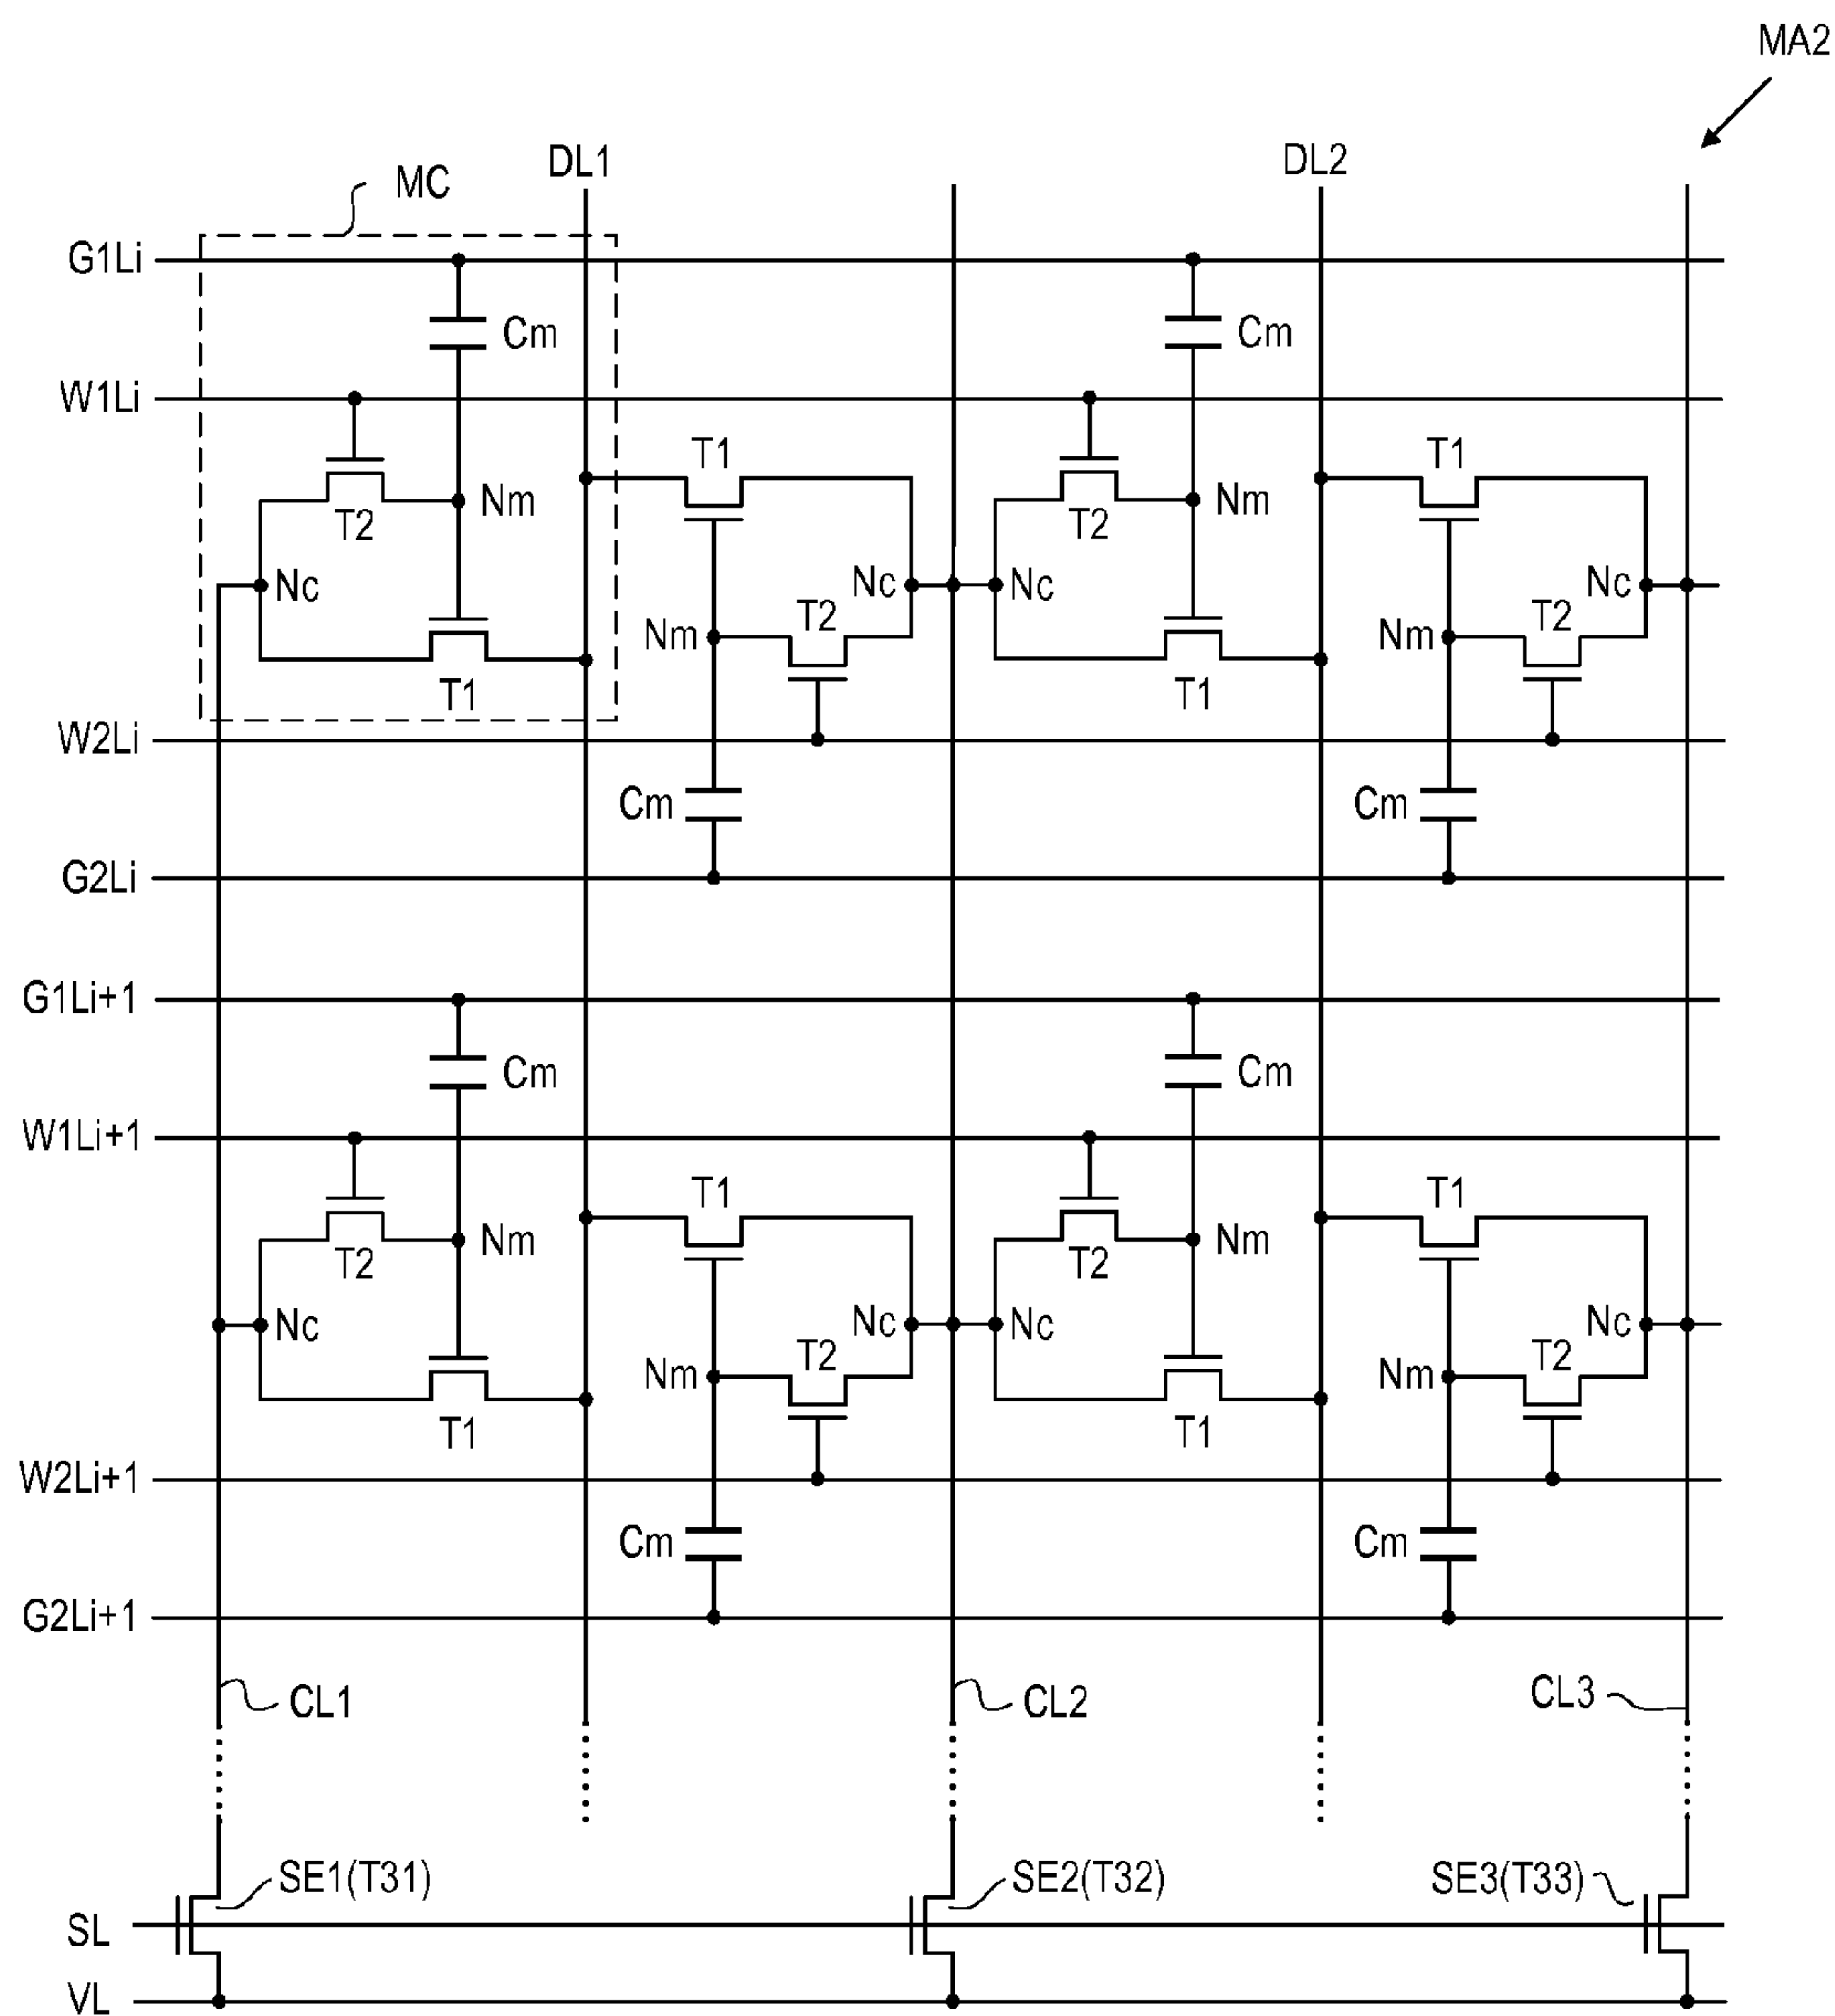 MA2
DL1
DL2
MC
G1Li
Cm
Cm
W1Li
T1
T1
Nm
Nm
T2
T2
Nc
Nc
Nc
Nc
T2
T2
Nm
Nm
T1
T1
W2Li
Cm
Cm
G2Li
G1Li+1
Cm
Cm
W1Li+1
T1
T1
Nm
Nm
T2
T2
Nc
Nc
Nc
Nc
T2
T2
Nm
Nm
T1
T1
W2Li+1
Cm
Cm
G2Li+1
CL1
CL2
CL3
SE1(T31)
SE2(T32)
SE3(T33)
SL
VL